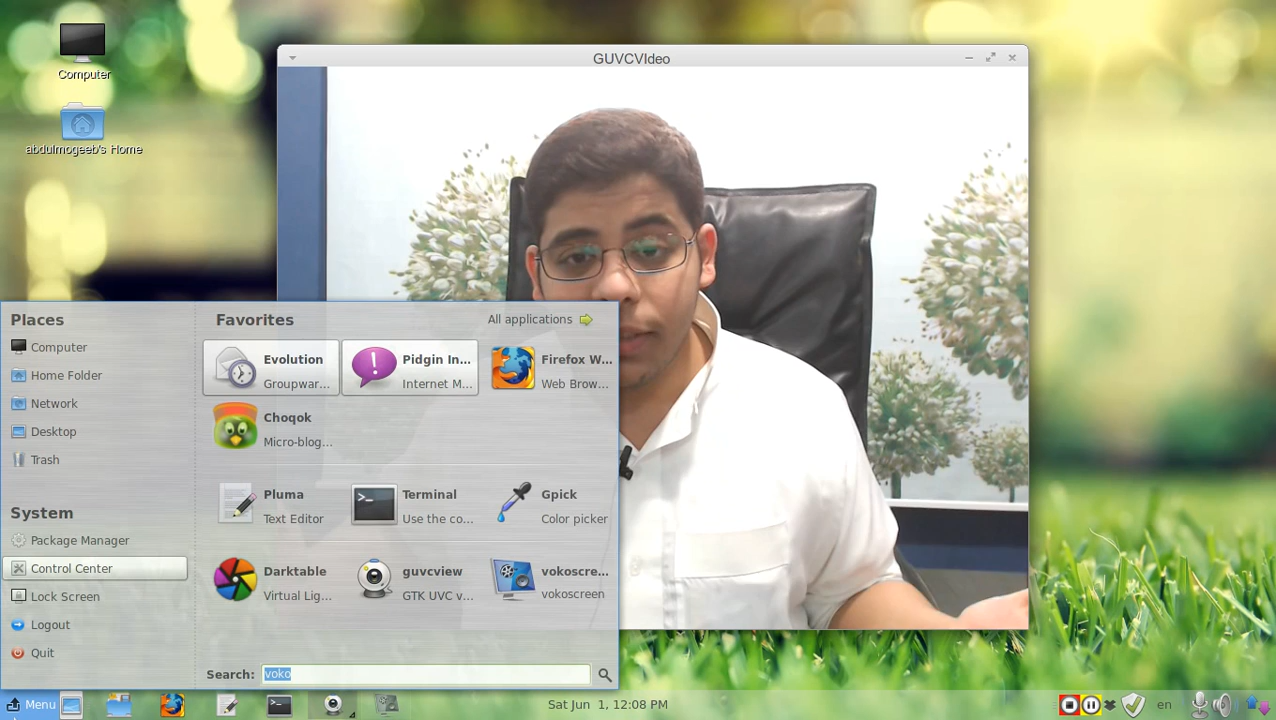 Computer
abdulmogeeb's Home
GUVCVIdeo
Places
Computer
Home Folder
Network
Desktop
Trash
System
Package Manager
Control Center
Lock Screen
Logout
Quit
Favorites
All applications
Evolution
Groupwar...
Pidgin In...
Internet M...
Firefox W...
Web Brow...
Choqok
Micro-blog...
Pluma
Text Editor
Terminal
Use the co...
Gpick
Color picker
Darktable
Virtual Lig...
guvcview
GTK UVC v...
vokoscre...
vokoscreen
Search: voko
Menu
Sat Jun 1, 12:08 PM
en